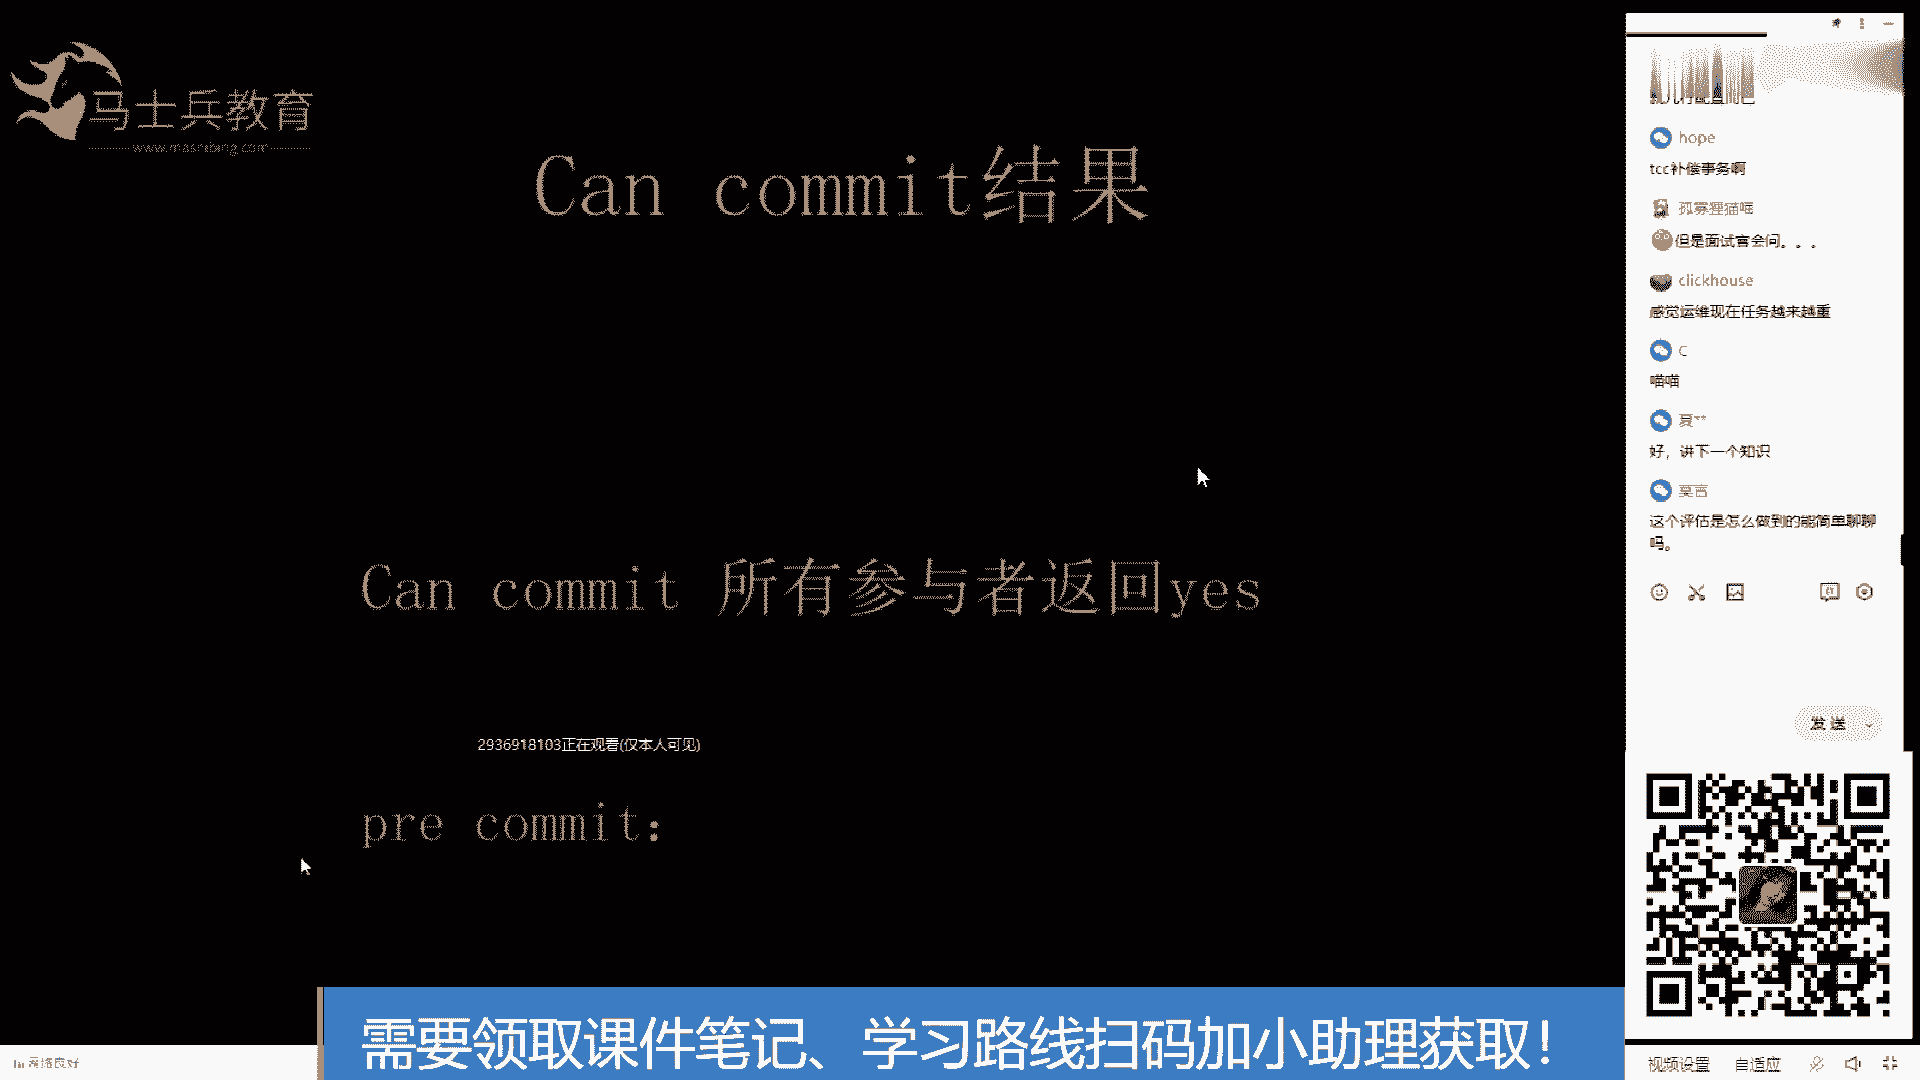 马士兵教育
www.mashibing.com
Can commit结果
Can commit 所有参与者返回yes
2936918103正在观看(仅本人可见)
pre commit:
需要领取课件笔记、学习路线扫码加小助理获取!
网络良好
hope
tcc补偿事务啊
孤寡狸猫喵
但是面试官会问。。。
clickhouse
感觉运维现在任务越来越重
C
喵喵
夏**
好，讲下一个知识
莫言
这个评估是怎么做到的能简单聊聊
吗。
发送
视频设置 自适应